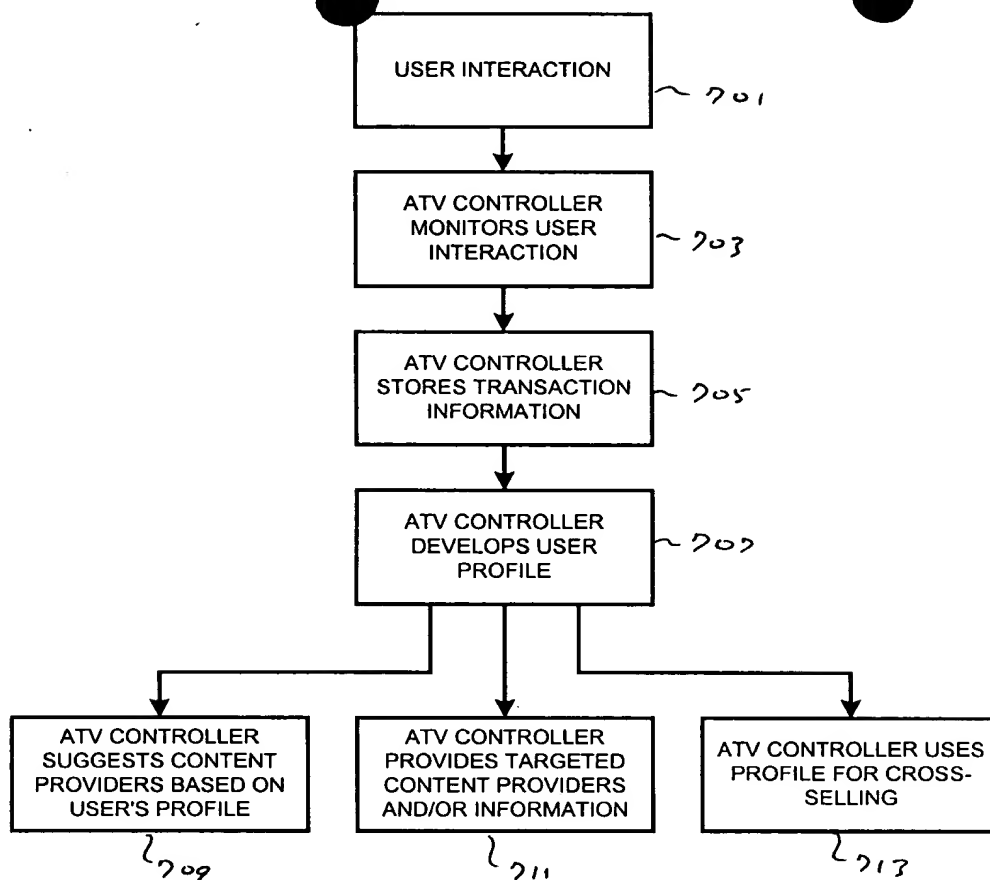 USER INTERACTION
701
ATV CONTROLLER
MONITORS USER
INTERACTION
703
ATV CONTROLLER
STORES TRANSACTION
INFORMATION
705
ATV CONTROLLER
DEVELOPS USER
PROFILE
707
ATV CONTROLLER
SUGGESTS CONTENT
PROVIDERS BASED ON
USER'S PROFILE
709
ATV CONTROLLER
PROVIDES TARGETED
CONTENT PROVIDERS
AND/OR INFORMATION
711
ATV CONTROLLER USES
PROFILE FOR CROSS-
SELLING
713